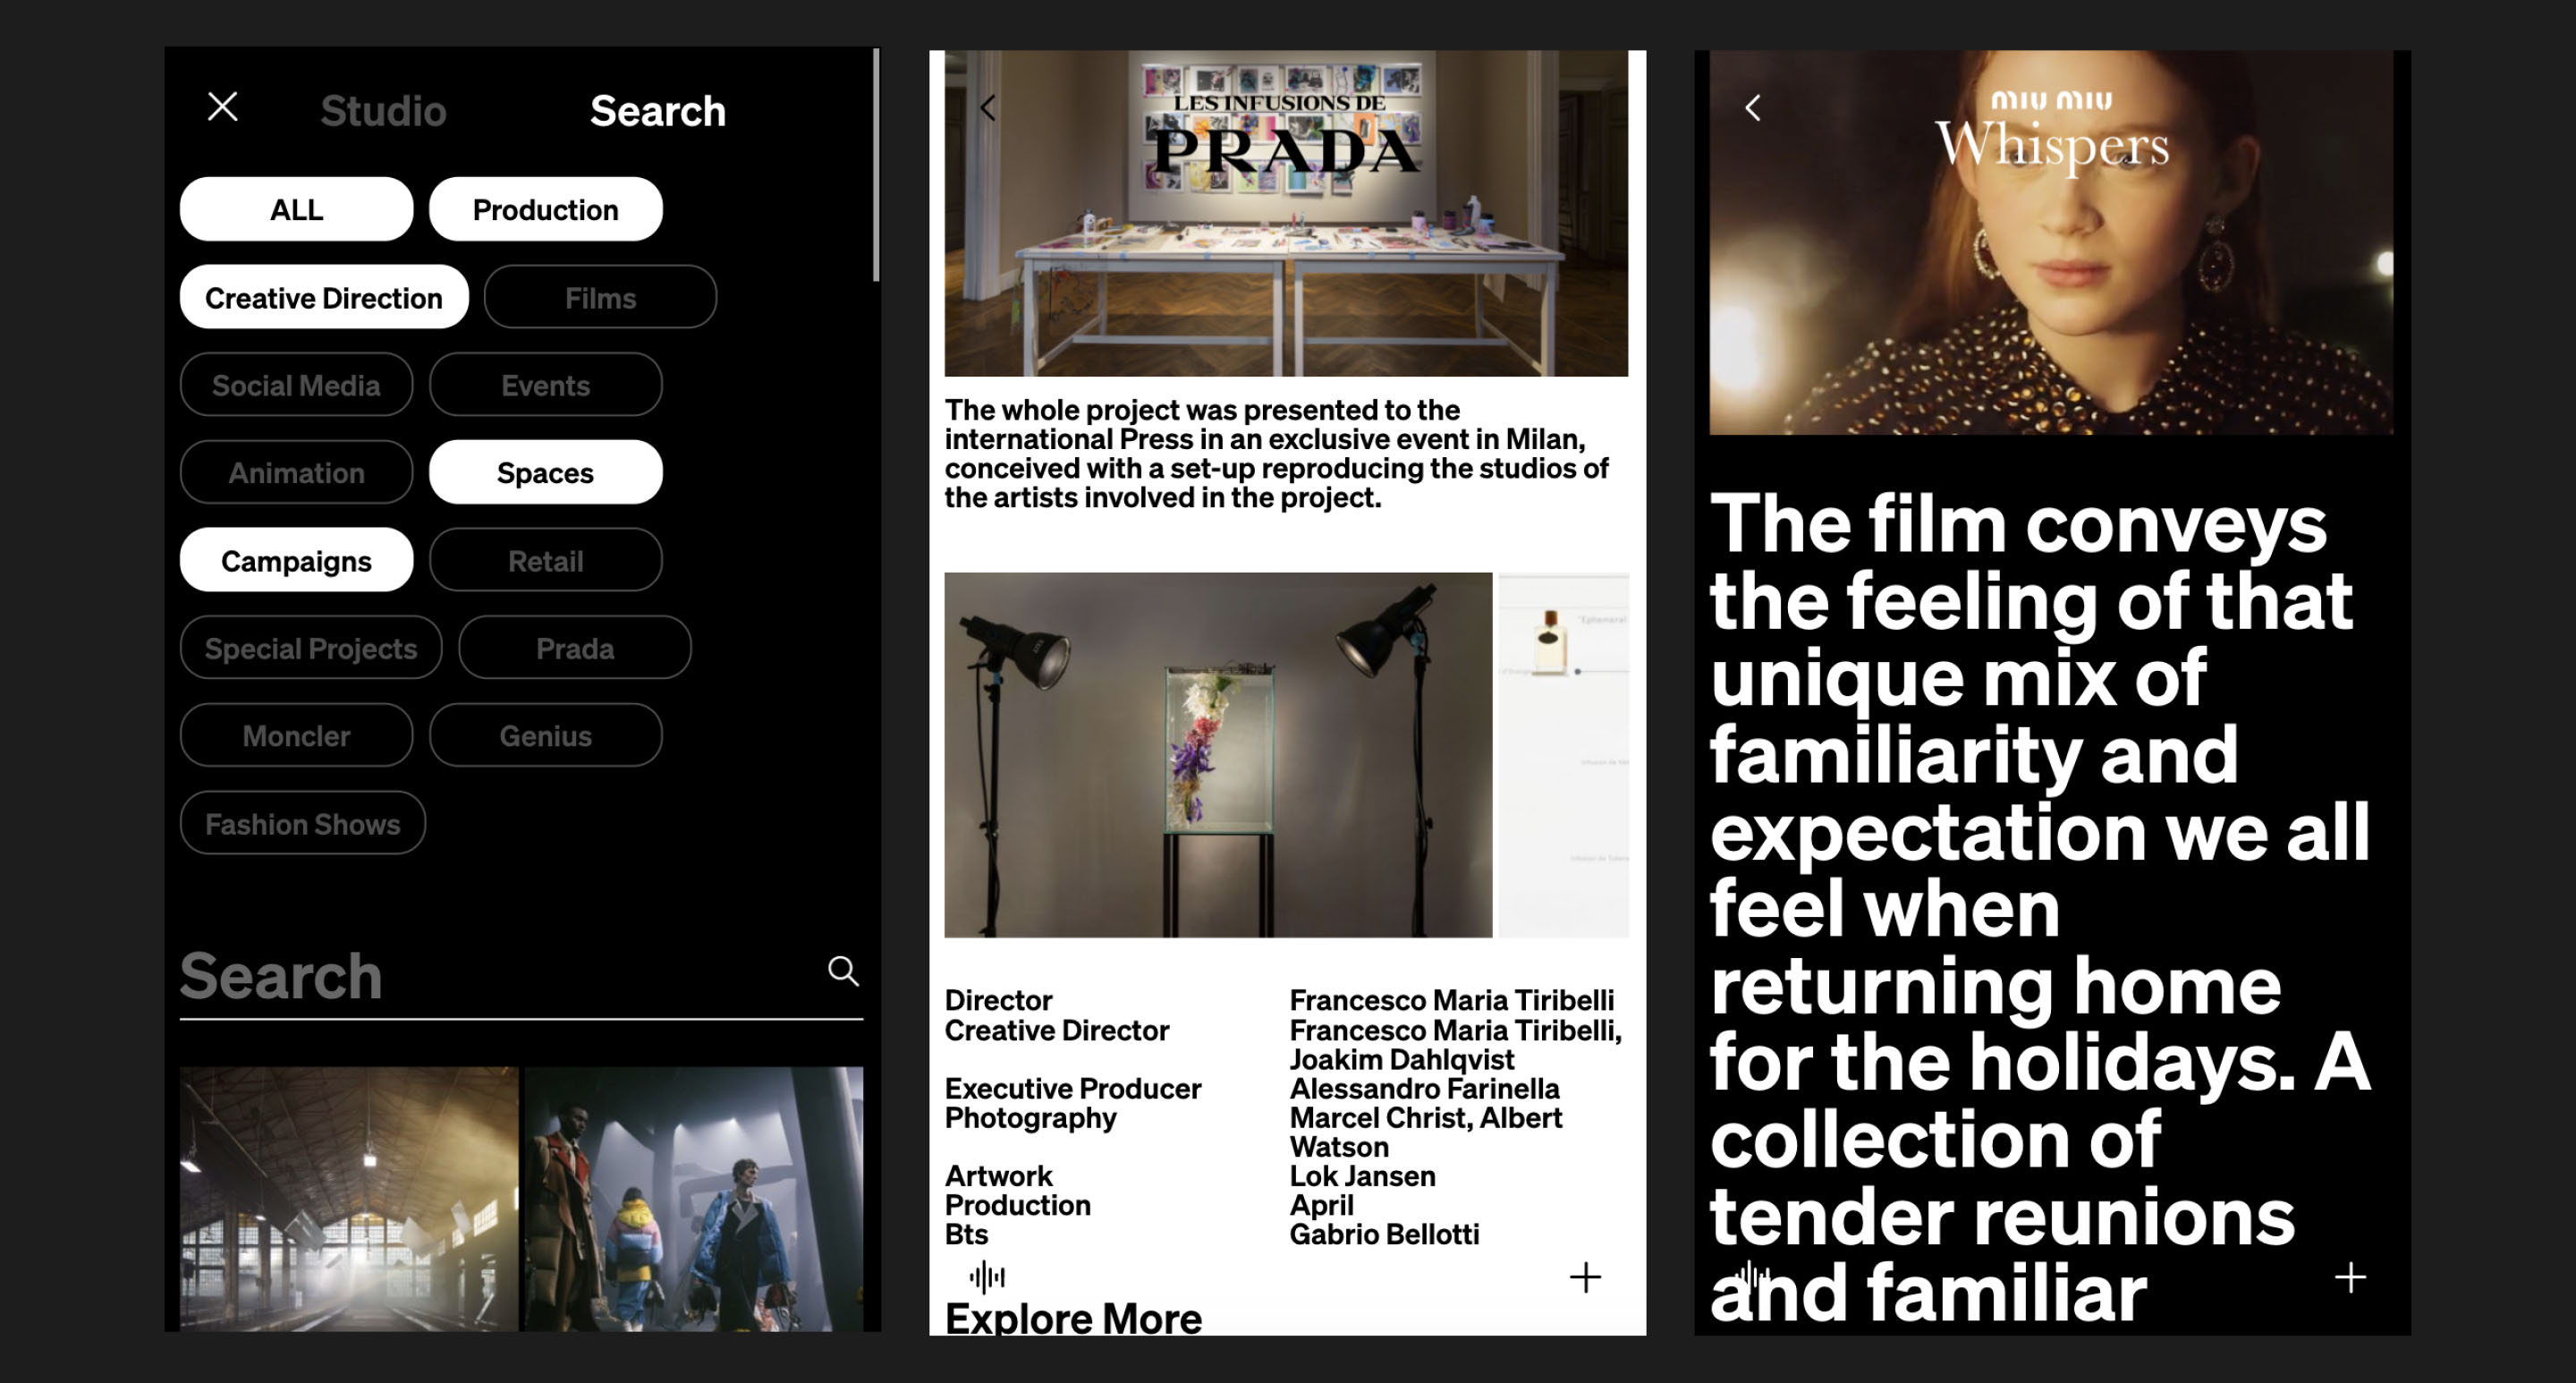 Studio
Search
ALL
Production
Creative Direction
Films
Social Media
Events
Animation
Spaces
Campaigns
Retail
Special Projects
Prada
Moncler
Genius
Fashion Shows
Search
LES INFUSIONS DE
PRADA
The whole project was presented to the
international Press in an exclusive event in Milan,
conceived with a set-up reproducing the studios of
the artists involved in the project.
Director
Francesco Maria Tiribelli
Creative Director
Francesco Maria Tiribelli,
Joakim Dahlqvist
Executive Producer
Alessandro Farinella
Photography
Marcel Christ, Albert
Watson
Artwork
Lok Jansen
Production
April
Bts
Gabrio Bellotti
Explore More
miu miu
Whispers
The film conveys
the feeling of that
unique mix of
familiarity and
expectation we all
feel when
returning home
for the holidays. A
collection of
tender reunions
and familiar